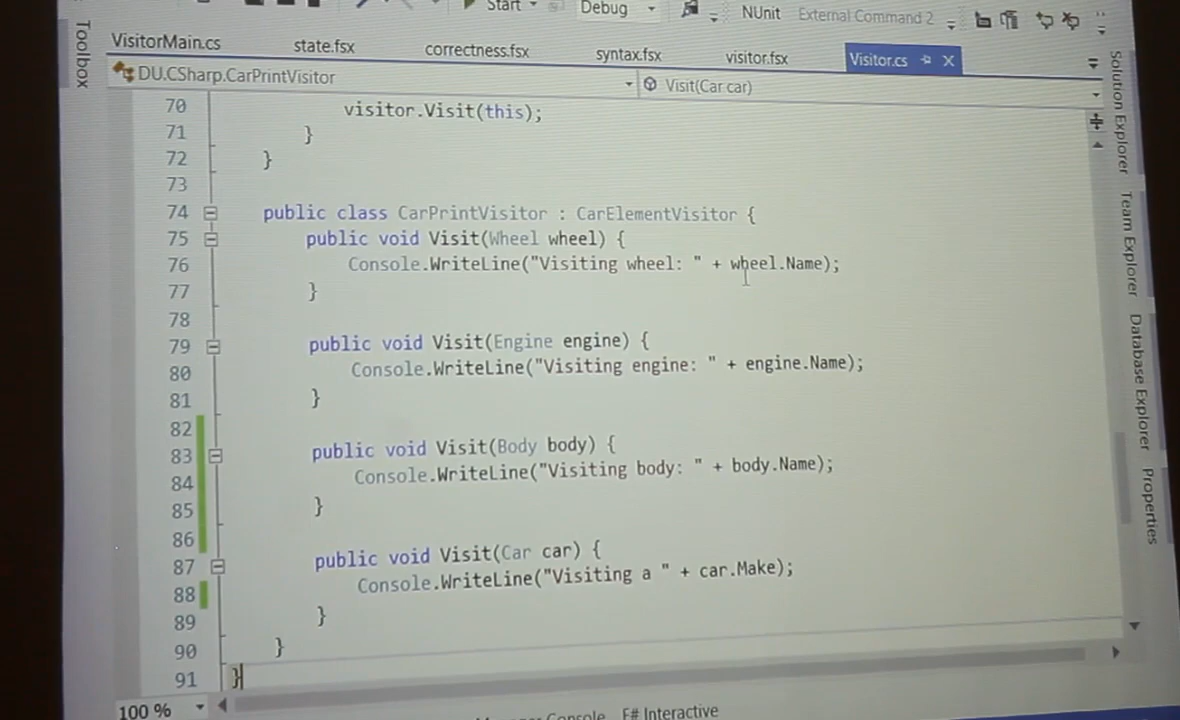 Start Debug NUnit External Command 2
VisitorMain.cs state.fsx correctness.fsx syntax.fsx visitor.fsx Visitor.cs X
DU.CSharp.CarPrintVisitor Visit(Car car)
70 visitor.Visit(this);
71 }
72 }
73
74 public class CarPrintVisitor : CarElementVisitor {
75 public void Visit(Wheel wheel) {
76 Console.WriteLine("Visiting wheel: " + wheel.Name);
77 }
78
79 public void Visit(Engine engine) {
80 Console.WriteLine("Visiting engine: " + engine.Name);
81 }
82
83 public void Visit(Body body) {
84 Console.WriteLine("Visiting body: " + body.Name);
85 }
86
87 public void Visit(Car car) {
88 Console.WriteLine("Visiting a " + car.Make);
89 }
90 }
91 }
100 %
Console F# Interactive
Toolbox
Solution Explorer
Team Explorer
Database Explorer
Properties